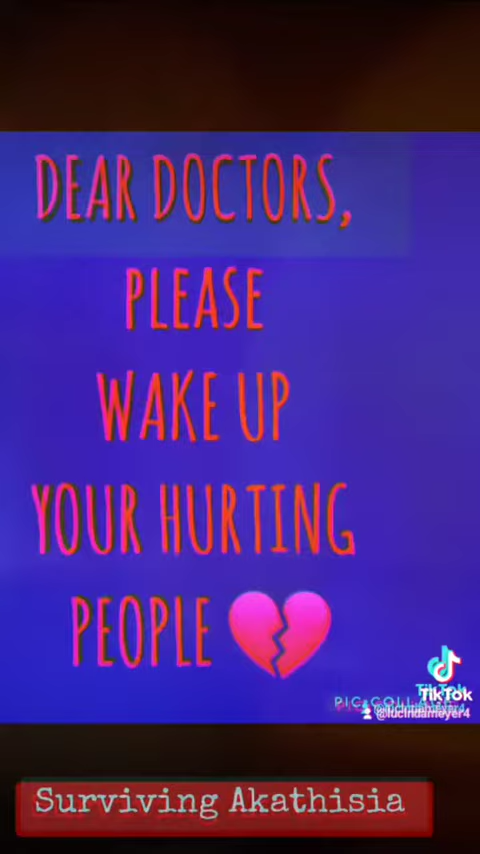 DEAR DOCTORS,
PLEASE
WAKE UP
YOUR HURTING
PEOPLE
TikTok
@lucindameyer4
Surviving Akathisia